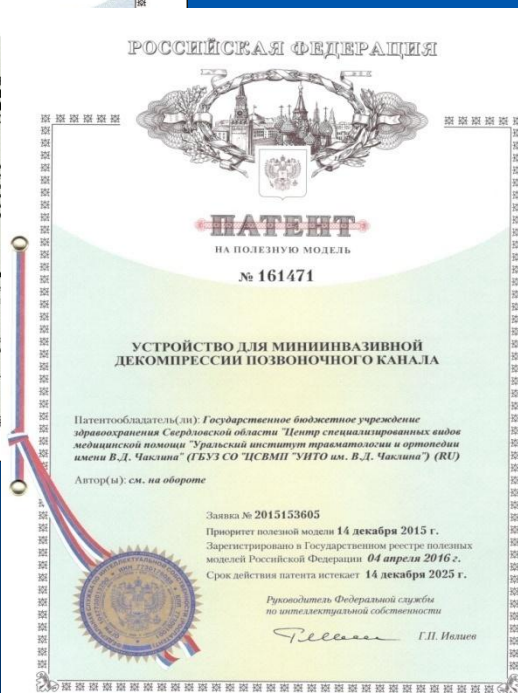 РОССИЙСКАЯ ФЕДЕРАЦИЯ
ПАТЕНТ
НА ПОЛЕЗНУЮ МОДЕЛЬ
№ 161471
УСТРОЙСТВО ДЛЯ МИНИИНВАЗИВНОЙ
ДЕКОМПРЕССИИ ПОЗВОНОЧНОГО КАНАЛА
Патентообладатель(ли): Государственное бюджетное учреждение
здравоохранения Свердловской области "Центр специализированных видов
медицинской помощи "Уральский институт травматологии и ортопедии
имени В.Д. Чаклина" (ГБУЗ СО "ЦСВМП "УИТО им. В.Д. Чаклина") (RU)
Автор(ы): см. на обороте
Заявка № 2015153605
Приоритет полезной модели 14 декабря 2015 г.
Зарегистрировано в Государственном реестре полезных
моделей Российской Федерации 04 апреля 2016 г.
Срок действия патента истекает 14 декабря 2025 г.
Руководитель Федеральной службы
по интеллектуальной собственности
Г.П. Ивлиев